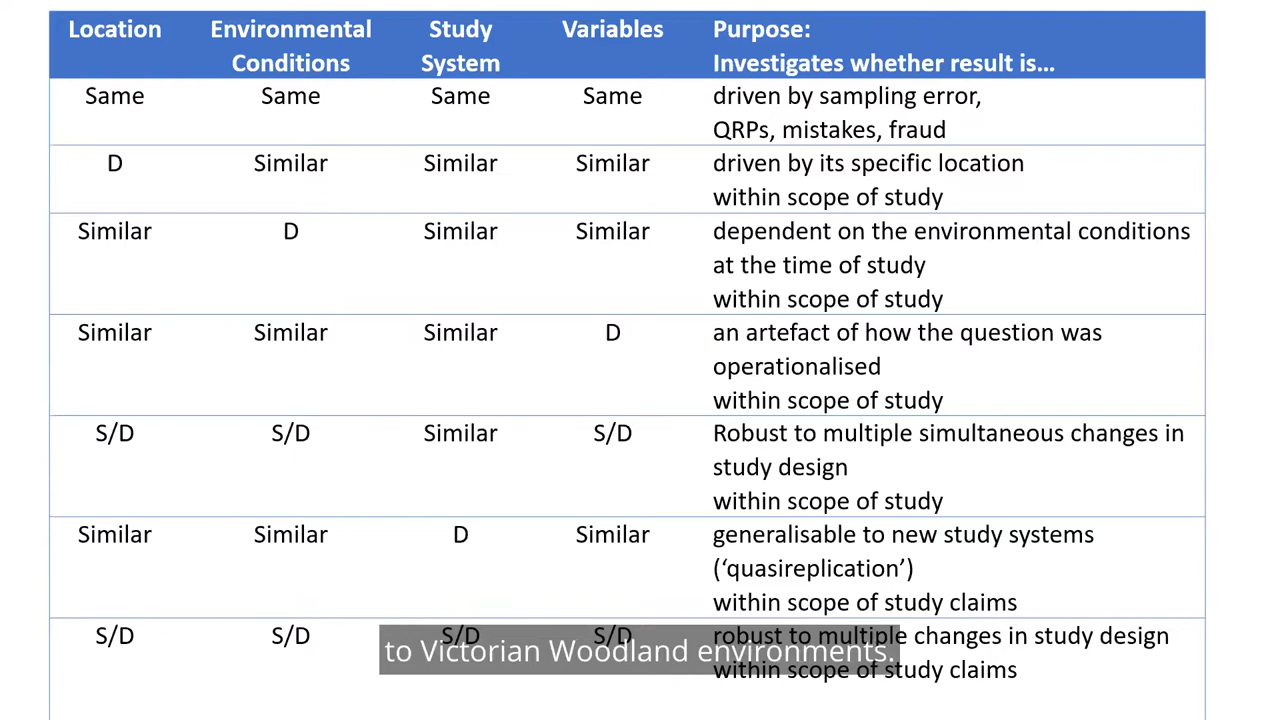 Location Environmental Conditions Study System Variables Purpose: Investigates whether result is...
Same Same Same Same driven by sampling error,
QRPs, mistakes, fraud
D Similar Similar Similar driven by its specific location
within scope of study
Similar D Similar Similar dependent on the environmental conditions
at the time of study
within scope of study
Similar Similar Similar D an artefact of how the question was
operationalised
within scope of study
S/D S/D Similar S/D Robust to multiple simultaneous changes in
study design
within scope of study
Similar Similar D Similar generalisable to new study systems
(‘quasireplication’)
within scope of study claims
S/D S/D S/D S/D robust to multiple changes in study design
within scope of study claims
to Victorian Woodland environments.